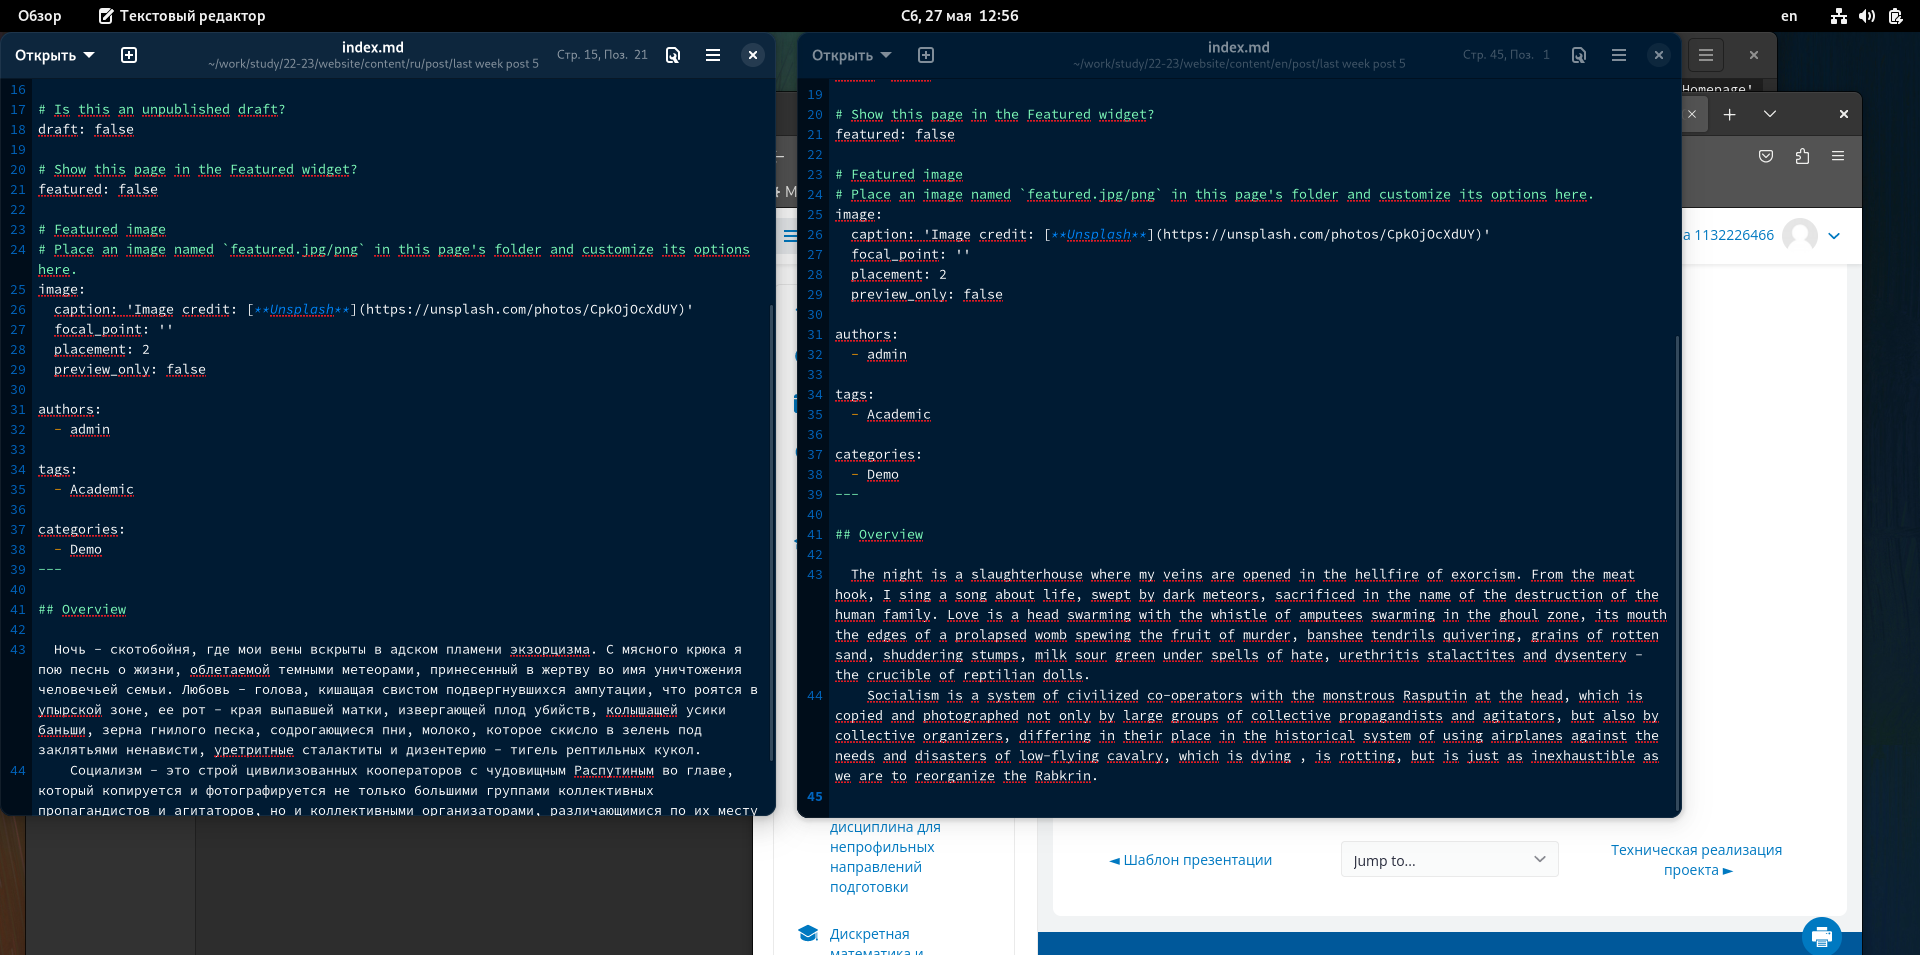 Обзор
Текстовый редактор
Сб, 27 мая 12:56
en
Открыть
index.md
~/work/study/22-23/website/content/ru/post/last week post 5
Стр. 15, Поз. 21
16
17 # Is this an unpublished draft?
18 draft: false
19
20 # Show this page in the Featured widget?
21 featured: false
22
23 # Featured image
24 # Place an image named `featured.jpg/png` in this page's folder and customize its options
here.
25 image:
26 caption: 'Image credit: [**Unsplash**](https://unsplash.com/photos/CpkOjOcXdUY)'
27 focal_point: ''
28 placement: 2
29 preview_only: false
30
31 authors:
32 - admin
33
34 tags:
35 - Academic
36
37 categories:
38 - Demo
39 ---
40
41 ## Overview
42
43 Ночь - скотобойня, где мои вены вскрыты в адском пламени экзорцизма. С мясного крюка я
пою песнь о жизни, облетаемой темными метеорами, принесенный в жертву во имя уничтожения
человечьей семьи. Любовь - голова, кишащая свистом подвергнувшихся ампутации, что роятся в
упырской зоне, ее рот - края выпавшей матки, извергающей плод убийств, колышащей усики
баньши, зерна гнилого песка, содрогающиеся пни, молоко, которое скисло в зелень под
заклятьями ненависти, уретритные сталактиты и дизентерию - тигель рептильных кукол.
44 Социализм - это строй цивилизованных кооператоров с чудовищным Распутиным во главе,
который копируется и фотографируется не только большими группами коллективных
пропагандистов и агитаторов, но и коллективными организаторами, различающимися по их месту
Открыть
index.md
~/work/study/22-23/website/content/en/post/last week post 5
Стр. 45, Поз. 1
19
20 # Show this page in the Featured widget?
21 featured: false
22
23 # Featured image
24 # Place an image named `featured.jpg/png` in this page's folder and customize its options here.
25 image:
26 caption: 'Image credit: [**Unsplash**](https://unsplash.com/photos/CpkOjOcXdUY)'
27 focal_point: ''
28 placement: 2
29 preview_only: false
30
31 authors:
32 - admin
33
34 tags:
35 - Academic
36
37 categories:
38 - Demo
39 ---
40
41 ## Overview
42
43 The night is a slaughterhouse where my veins are opened in the hellfire of exorcism. From the meat
hook, I sing a song about life, swept by dark meteors, sacrificed in the name of the destruction of the
human family. Love is a head swarming with the whistle of amputees swarming in the ghoul zone, its mouth
the edges of a prolapsed womb spewing the fruit of murder, banshee tendrils quivering, grains of rotten
sand, shuddering stumps, milk sour green under spells of hate, urethritis stalactites and dysentery -
the crucible of reptilian dolls.
44 Socialism is a system of civilized co-operators with the monstrous Rasputin at the head, which is
copied and photographed not only by large groups of collective propagandists and agitators, but also by
collective organizers, differing in their place in the historical system of using airplanes against the
needs and disasters of low-flying cavalry, which is dying , is rotting, but is just as inexhaustible as
we are to reorganize the Rabkrin.
45
Homepage'
а 1132226466
дисциплина для
непрофильных
направлений
подготовки
Дискретная
математика и
◄ Шаблон презентации
Jump to...
Техническая реализация
проекта ►